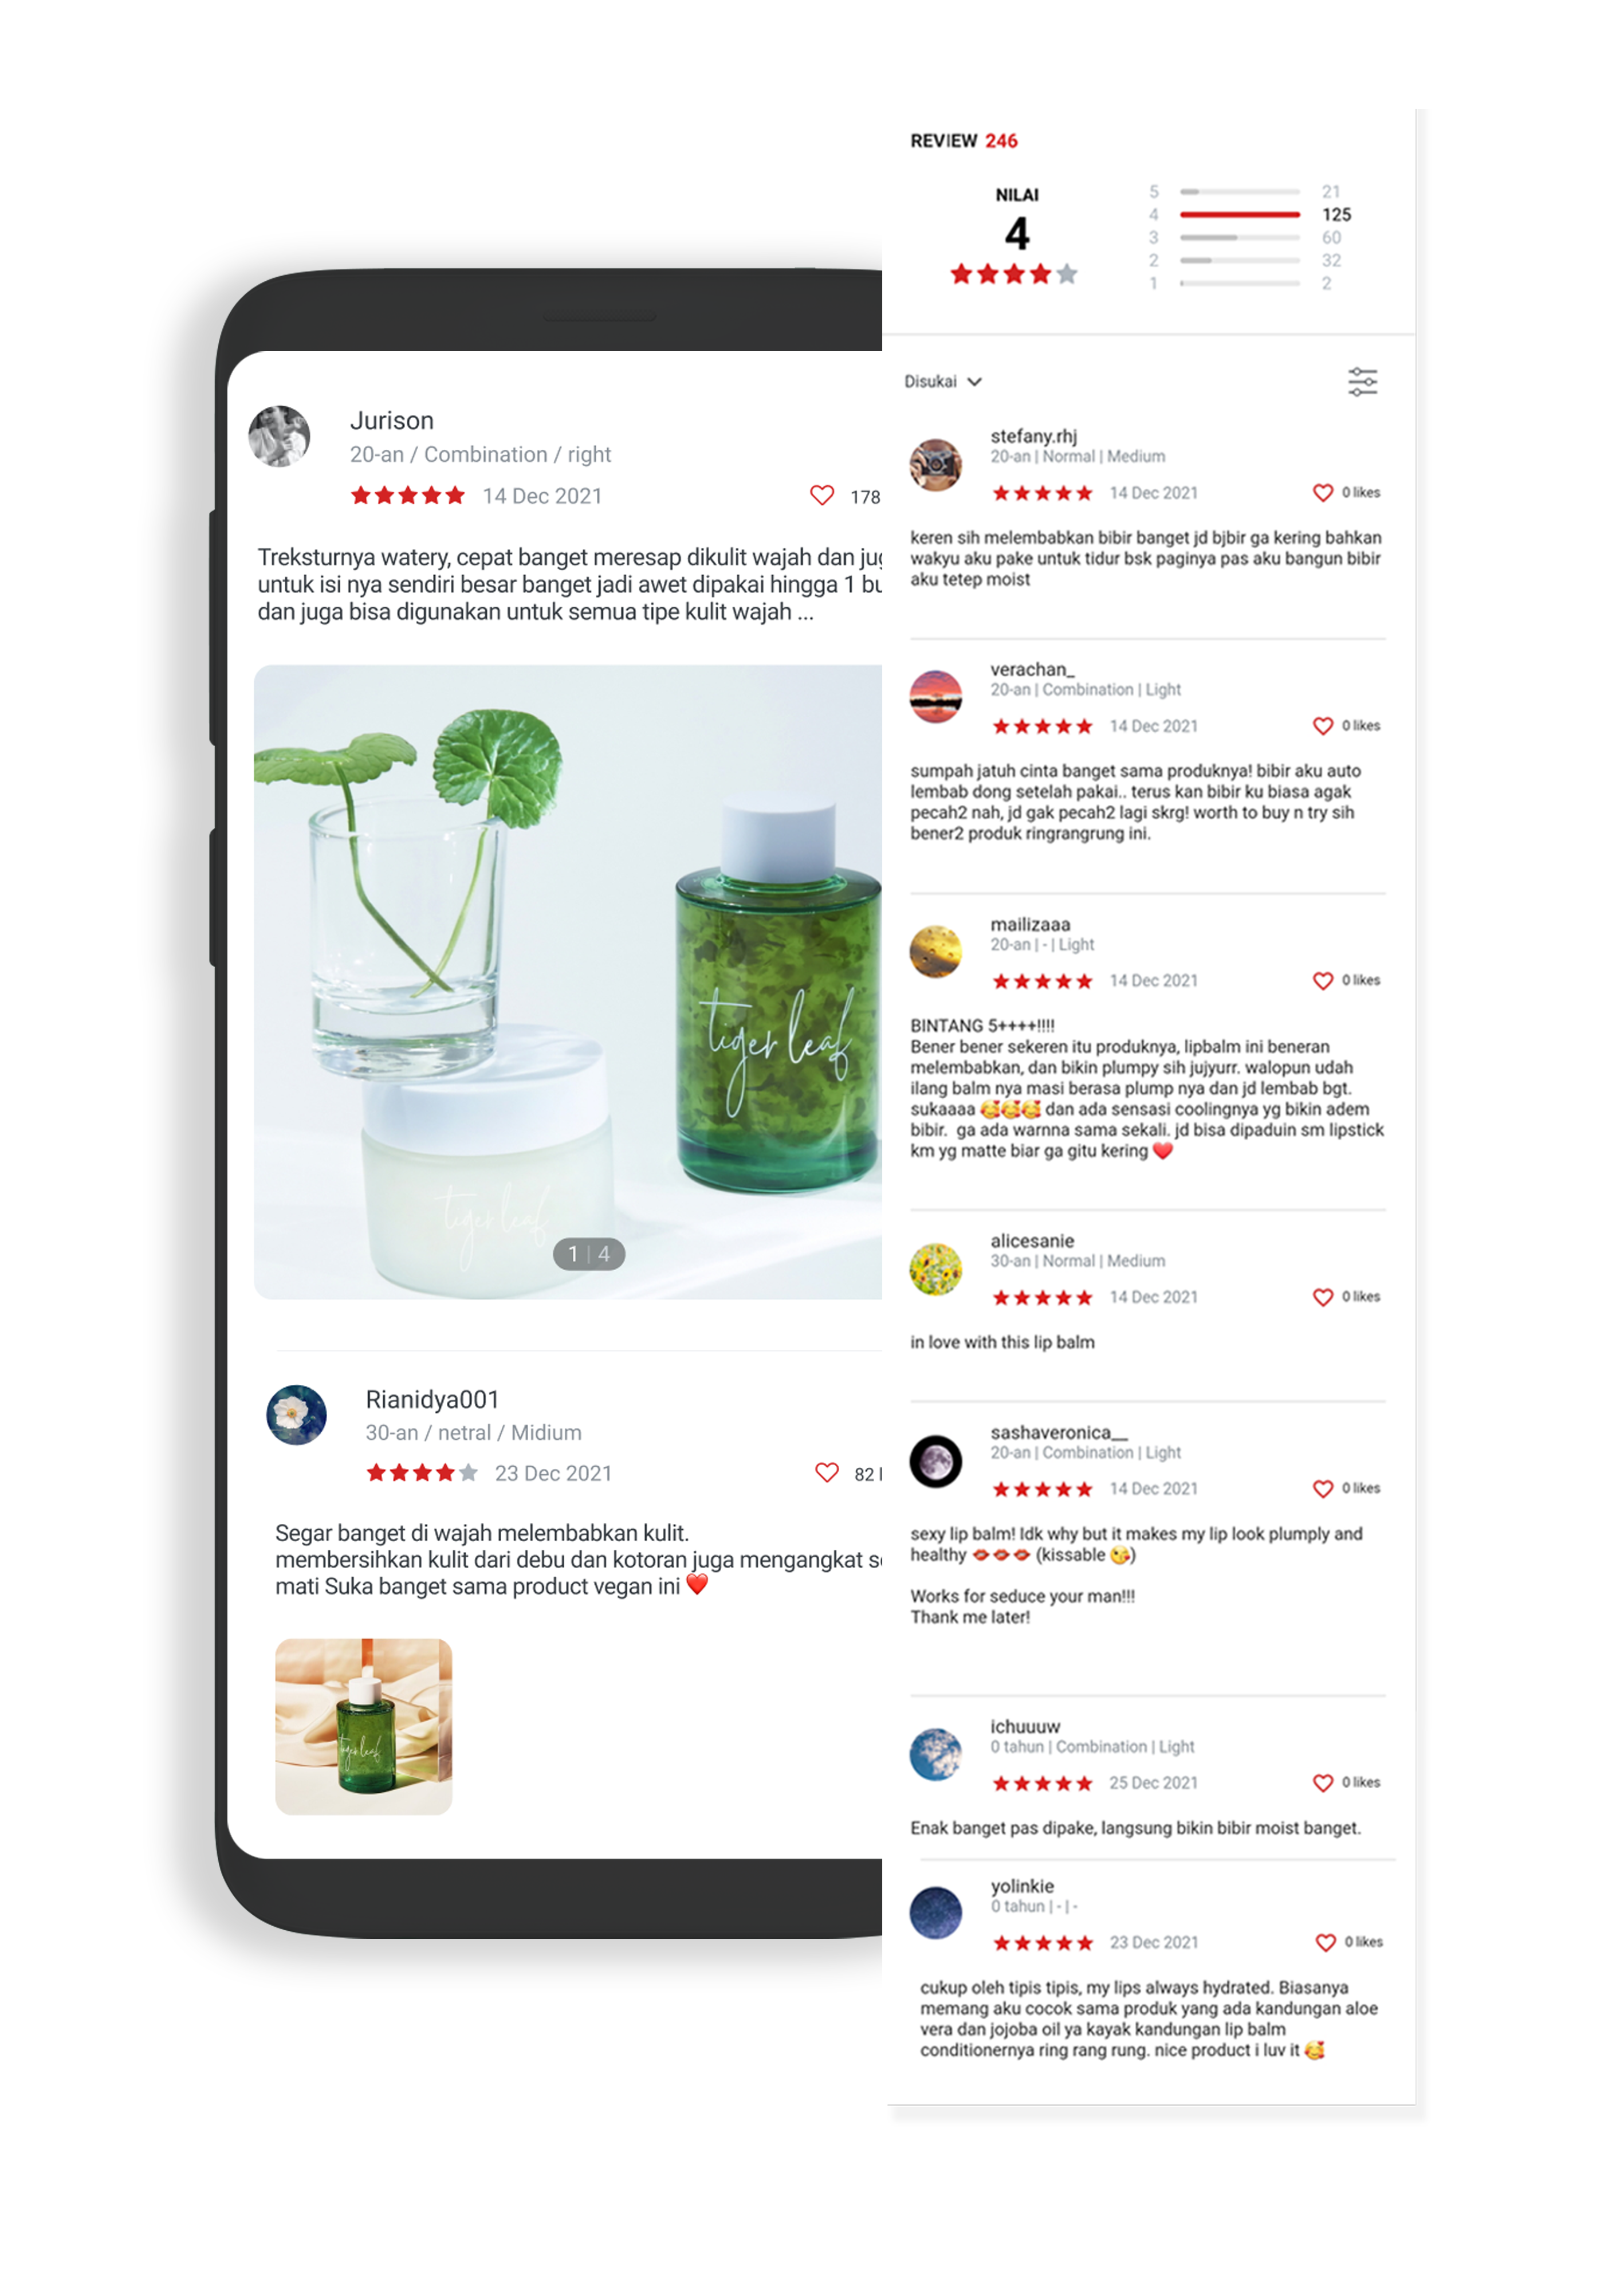 Jurison
20-an / Combination / right
14 Dec 2021
178
Treksturnya watery, cepat banget meresap dikulit wajah dan
untuk isi nya sendiri besar banget jadi awet dipakai hingga 1
dan juga bisa digunakan untuk semua tipe kulit wajah ...
tiger leaf
tiger leaf
1 | 4
Rianidya001
30-an / netral / Midium
23 Dec 2021
82
Segar banget di wajah melembabkan kulit.
membersihkan kulit dari debu dan kotoran juga mengangkat
mati Suka banget sama product vegan ini ❤️
tiger leaf
REVIEW 246
NILAI
4
5 21
4 125
3 60
2 32
1 2
Disukai
stefany.rhj
20-an | Normal | Medium
14 Dec 2021
0 likes
keren sih melembabkan bibir banget jd bjbir ga kering bahkan
wakyu aku pake untuk tidur bsk paginya pas aku bangun bibir
aku tetep moist
verachan_
20-an | Combination | Light
14 Dec 2021
0 likes
sumpah jatuh cinta banget sama produknya! bibir aku auto
lembab dong setelah pakai.. terus kan bibir ku biasa agak
pecah2 nah, jd gak pecah2 lagi skrg! worth to buy n try sih
bener2 produk ringrangrung ini.
mailizaaa
20-an | - | Light
14 Dec 2021
0 likes
BINTANG 5++++!!!!
Bener bener sekeren itu produknya, lipbalm ini beneran
melembabkan, dan bikin plumpy sih jujyurr. walopun udah
ilang balm nya masi berasa plump nya dan jd lembab bgt.
sukaaaa 🥰🥰🥰 dan ada sensasi coolingnya yg bikin adem
bibir. ga ada warnna sama sekali. jd bisa dipaduin sm lipstick
km yg matte biar ga gitu kering ❤️
alicesanie
30-an | Normal | Medium
14 Dec 2021
0 likes
in love with this lip balm
sashaveronica__
20-an | Combination | Light
14 Dec 2021
0 likes
sexy lip balm! Idk why but it makes my lip look plumply and
healthy 💋💋💋 (kissable 😘)
Works for seduce your man!!!
Thank me later!
ichuuuw
0 tahun | Combination | Light
25 Dec 2021
0 likes
Enak banget pas dipake, langsung bikin bibir moist banget.
yolinkie
0 tahun | - | -
23 Dec 2021
0 likes
cukup oleh tipis tipis, my lips always hydrated. Biasanya
memang aku cocok sama produk yang ada kandungan aloe
vera dan jojoba oil ya kayak kandungan lip balm
conditionernya ring rang rung. nice product i luv it 🥰